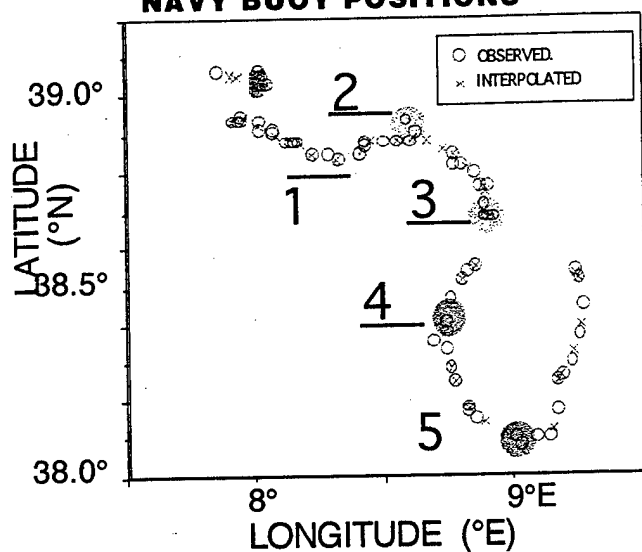 NAVY BUOY POSITIONS
OBSERVED.
INTERPOLATED
39.0°
38.5°
38.0°
LATITUDE
(°N)
1
2
3
4
5
8°
9°E
LONGITUDE (°E)